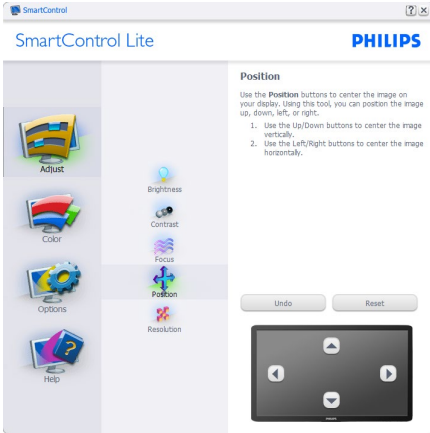 SmartControl
? ×
SmartControl Lite
PHILIPS
Adjust
Color
Options
Help
Brightness
Contrast
Focus
Position
Resolution
Position
Use the Position buttons to center the image on
your display. Using this tool, you can position the image
up, down, left, or right.
1. Use the Up/Down buttons to center the image
vertically.
2. Use the Left/Right buttons to center the image
horizontally.
Undo
Reset
PHILIPS